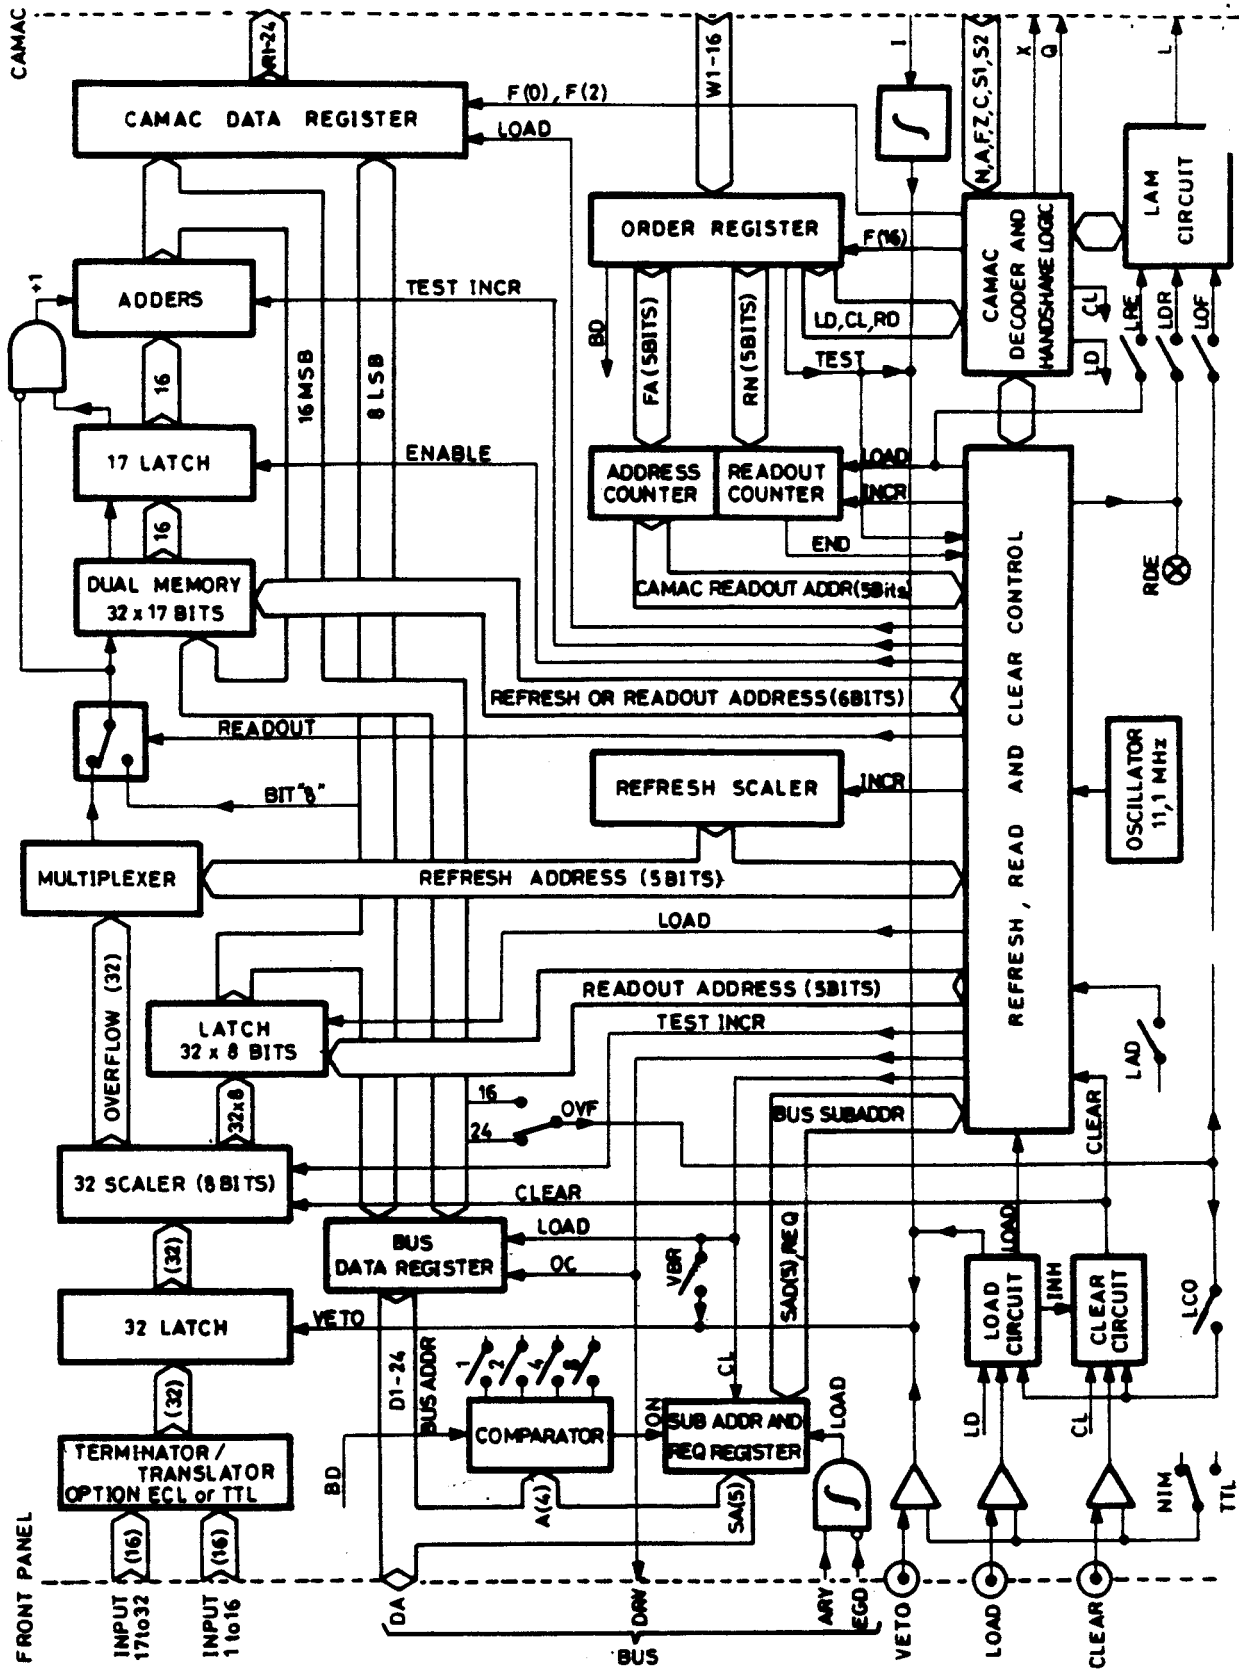 CAMAC
R1-24
W1-16
I
N,A,F,Z,C,S1,S2
X
Q
L
CAMAC DATA REGISTER
F(0), F(2)
LOAD
ORDER REGISTER
F(16)
CAMAC
DECODER AND
HANDSHAKE LOGIC
LAM
CIRCUIT
+1
ADDERS
TEST INCR
16 MSB
8 LSB
BD
FA (5BITS)
RN (5BITS)
LD,CL,RD
TEST
LD
CL
LRE
LDR
LOF
16
17 LATCH
ENABLE
ADDRESS
COUNTER
READOUT
COUNTER
LOAD
INCR
END
16
DUAL MEMORY
32 x 17 BITS
CAMAC READOUT ADDR(5Bits)
RDE
REFRESH OR READOUT ADDRESS(6BITS)
READOUT
BIT "8"
REFRESH SCALER
INCR
OSCILLATOR
11,1 MHz
REFRESH, READ AND CLEAR CONTROL
MULTIPLEXER
REFRESH ADDRESS (5BITS)
LOAD
OVERFLOW (32)
LATCH
32 x 8 BITS
READOUT ADDRESS (5BITS)
TEST INCR
LAD
32x8
16
24
OVF
BUS SUBADDR
CLEAR
32 SCALER (8BITS)
CLEAR
(32)
BUS
DATA REGISTER
LOAD
OC
VBR
SAD(5),REQ
LOAD
LOAD
CIRCUIT
INH
CLEAR
CIRCUIT
LCO
32 LATCH
VETO
(32)
D1-24
BUS ADDR
1
2
4
8
CL
TERMINATOR /
TRANSLATOR
OPTION ECL or TTL
BD
COMPARATOR
ON
SUB ADDR AND
REQ REGISTER
LOAD
LD
CL
A(4)
SA(5)
NIM
TTL
(16)
(16)
FRONT PANEL
INPUT
17to32
INPUT
1 to16
DA
DRV
ARY
EGD
BUS
VETO
LOAD
CLEAR